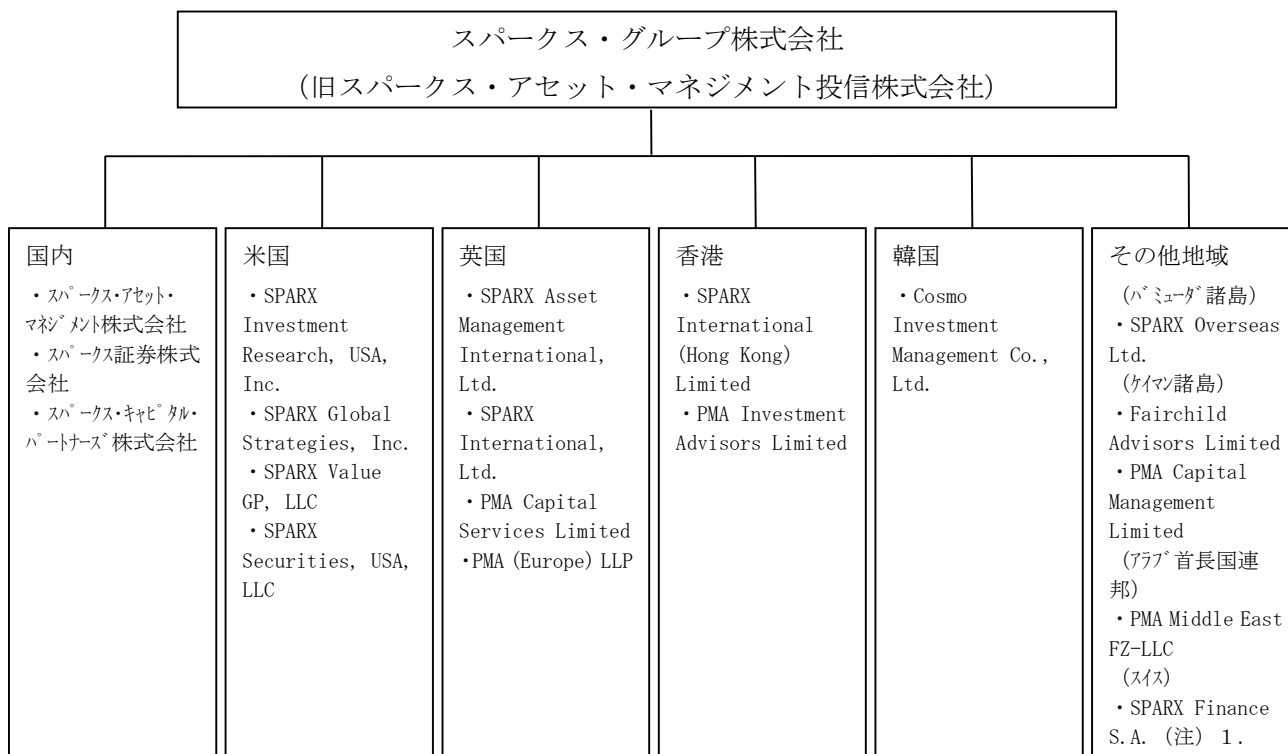 スパークス・グループ株式会社
(旧スパークス・アセット・マネジメント投信株式会社)
国内
・ｽﾊﾟｰｸｽ・ｱｾｯﾄ・
ﾏﾈｼﾞﾒﾝﾄ株式会社
・ｽﾊﾟｰｸｽ証券株式
会社
・ｽﾊﾟｰｸｽ・ｷｬﾋﾟﾀﾙ・
ﾊﾟｰﾄﾅｰｽﾞ株式会社
米国
・SPARX
Investment
Research, USA,
Inc.
・SPARX Global
Strategies, Inc.
・SPARX Value
GP, LLC
・SPARX
Securities, USA,
LLC
英国
・SPARX Asset
Management
International,
Ltd.
・SPARX
International,
Ltd.
・PMA Capital
Services Limited
・PMA (Europe) LLP
香港
・SPARX
International
(Hong Kong)
Limited
・PMA Investment
Advisors Limited
韓国
・Cosmo
Investment
Management Co.,
Ltd.
その他地域
(ﾊﾞﾐｭｰﾀﾞ諸島)
・SPARX Overseas
Ltd.
(ｹｲﾏﾝ諸島)
・Fairchild
Advisors Limited
・PMA Capital
Management
Limited
(ｱﾗﾌﾞ首長国連
邦)
・PMA Middle East
FZ-LLC
(ｽｲｽ)
・SPARX Finance
S.A. (注) 1.